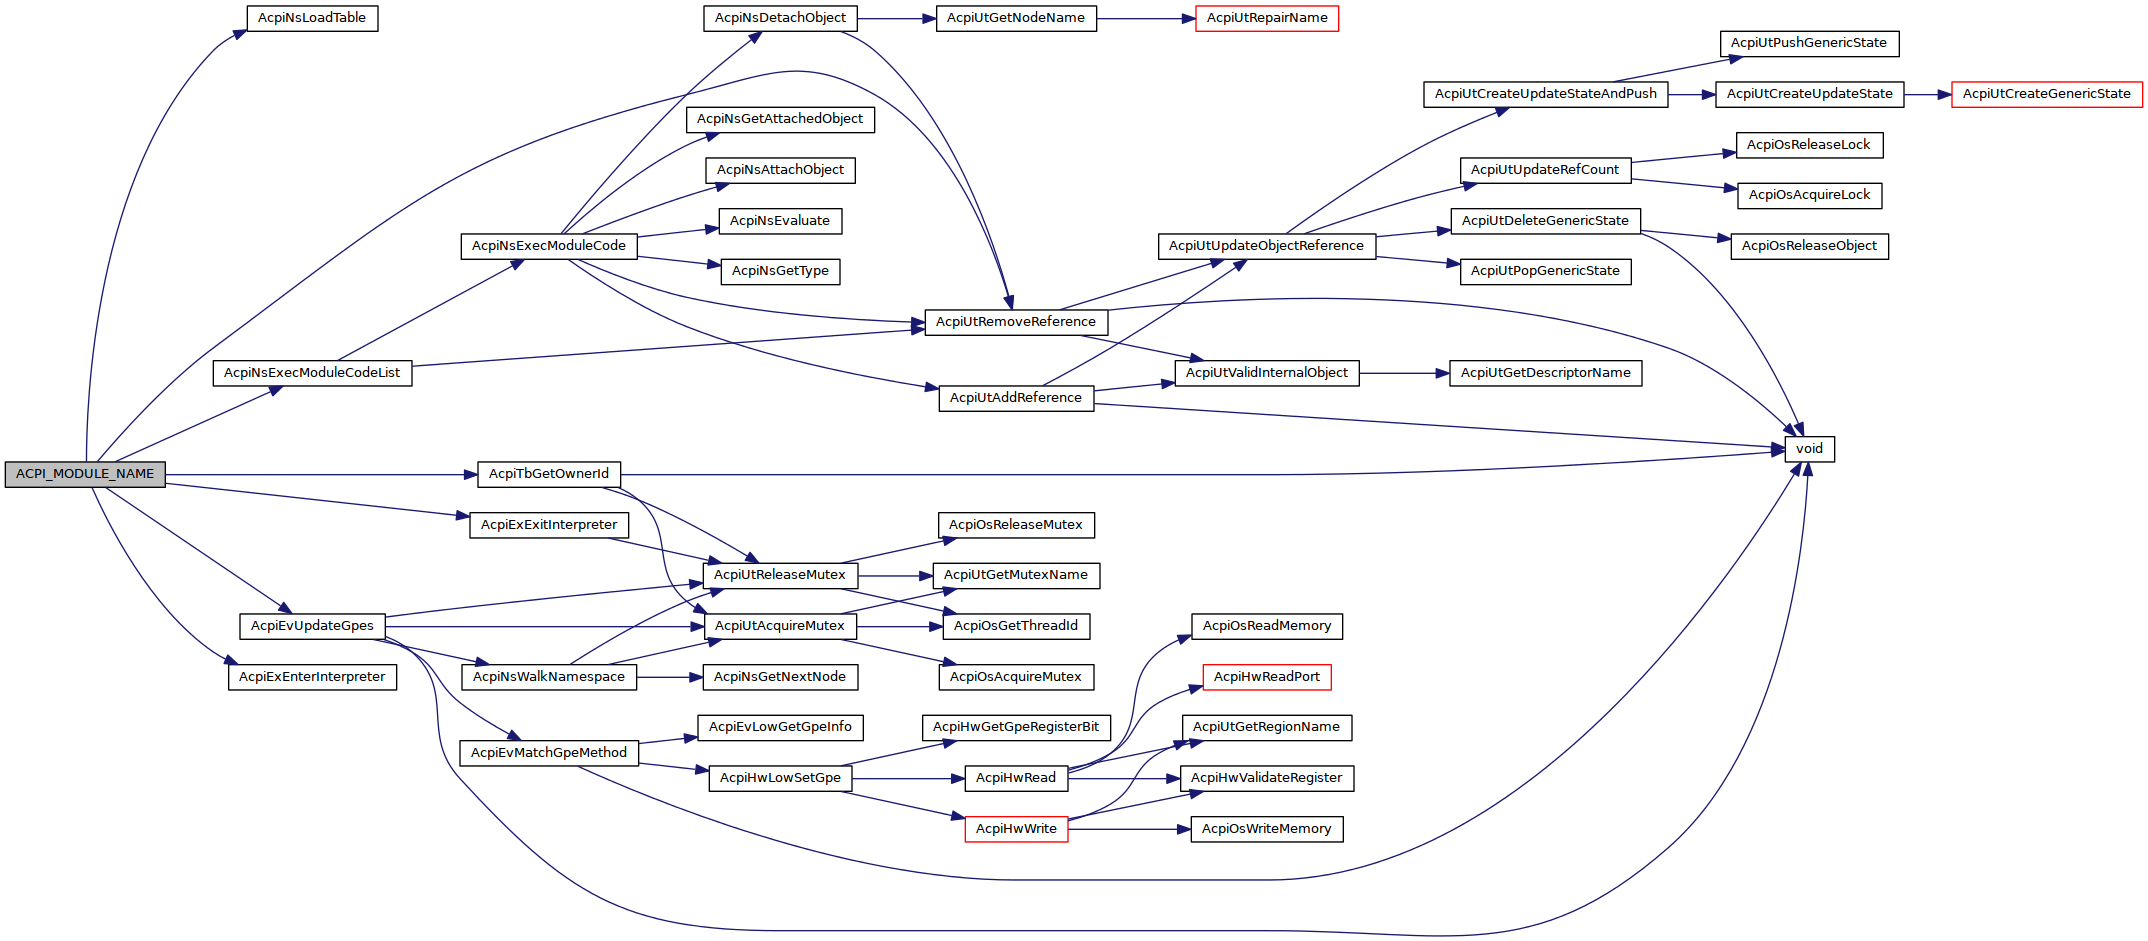 AcpiNsLoadTable
AcpiNsDetachObject
AcpiUtGetNodeName
AcpiUtRepairName
AcpiUtPushGenericState
AcpiUtCreateUpdateStateAndPush
AcpiUtCreateUpdateState
AcpiUtCreateGenericState
AcpiNsGetAttachedObject
AcpiOsReleaseLock
AcpiNsAttachObject
AcpiUtUpdateRefCount
AcpiOsAcquireLock
AcpiNsEvaluate
AcpiUtDeleteGenericState
AcpiNsExecModuleCode
AcpiUtUpdateObjectReference
AcpiOsReleaseObject
AcpiNsGetType
AcpiUtPopGenericState
AcpiUtRemoveReference
AcpiNsExecModuleCodeList
AcpiUtValidInternalObject
AcpiUtGetDescriptorName
AcpiUtAddReference
void
ACPI_MODULE_NAME
AcpiTbGetOwnerId
AcpiExExitInterpreter
AcpiOsReleaseMutex
AcpiUtReleaseMutex
AcpiUtGetMutexName
AcpiEvUpdateGpes
AcpiUtAcquireMutex
AcpiOsGetThreadId
AcpiOsReadMemory
AcpiExEnterInterpreter
AcpiNsWalkNamespace
AcpiNsGetNextNode
AcpiOsAcquireMutex
AcpiHwReadPort
AcpiEvLowGetGpeInfo
AcpiHwGetGpeRegisterBit
AcpiUtGetRegionName
AcpiEvMatchGpeMethod
AcpiHwLowSetGpe
AcpiHwRead
AcpiHwValidateRegister
AcpiHwWrite
AcpiOsWriteMemory